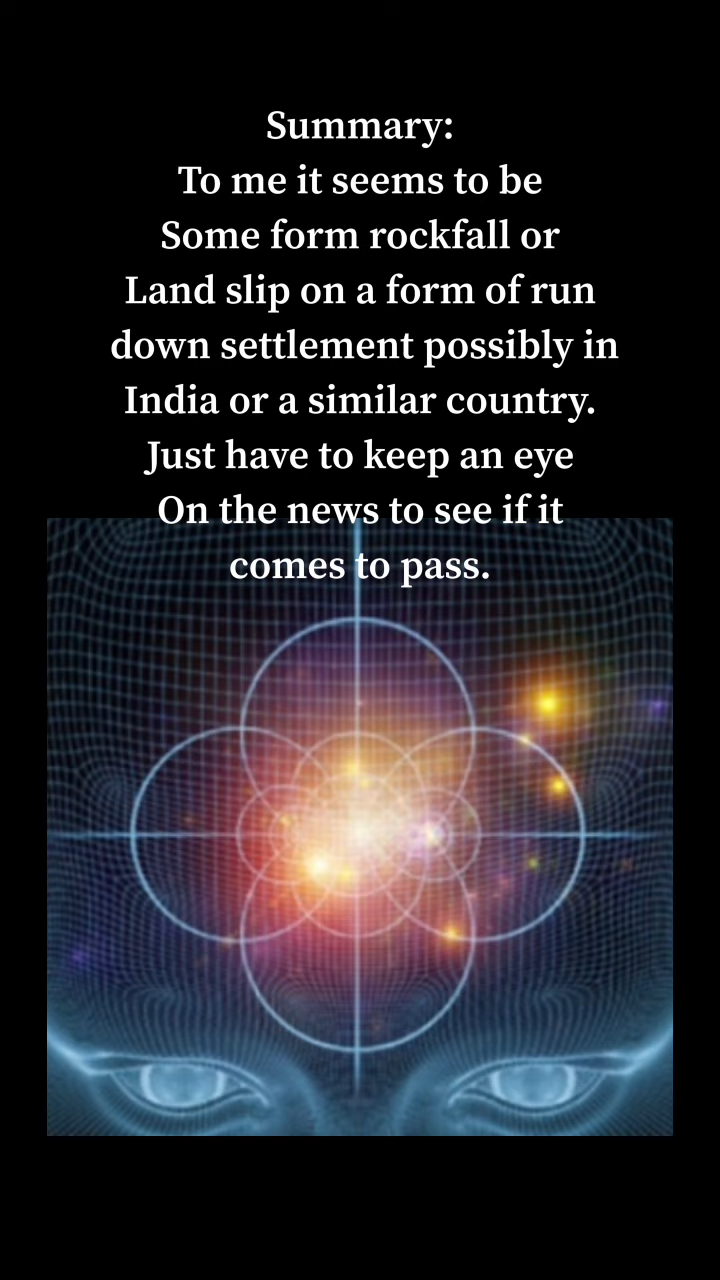 Summary:
To me it seems to be
Some form rockfall or
Land slip on a form of run
down settlement possibly in
India or a similar country.
Just have to keep an eye
On the news to see if it
comes to pass.